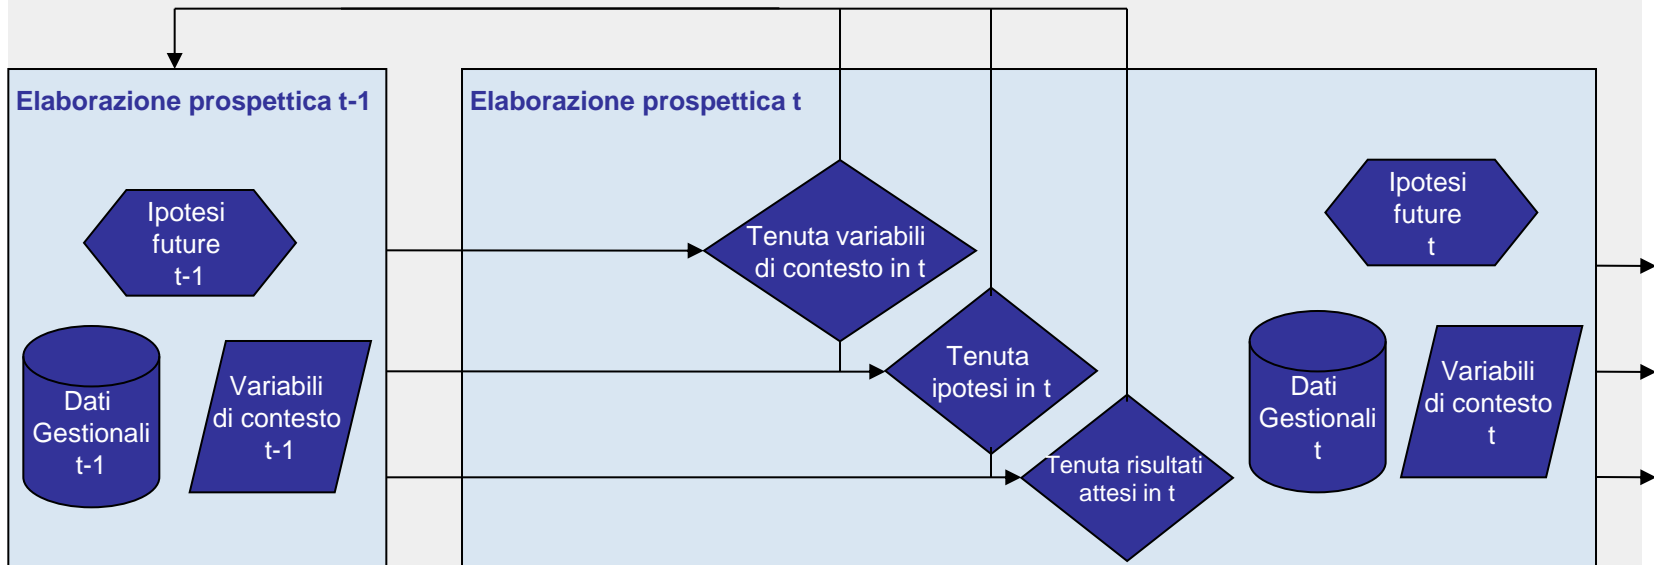 Elaborazione prospettica t-1
Ipotesi
future
t-1
Dati
Gestionali
t-1
Variabili
di contesto
t-1
Elaborazione prospettica t
Tenuta variabili
di contesto in t
Tenuta
ipotesi in t
Tenuta risultati
attesi in t
Ipotesi
future
t
Dati
Gestionali
t
Variabili
di contesto
t